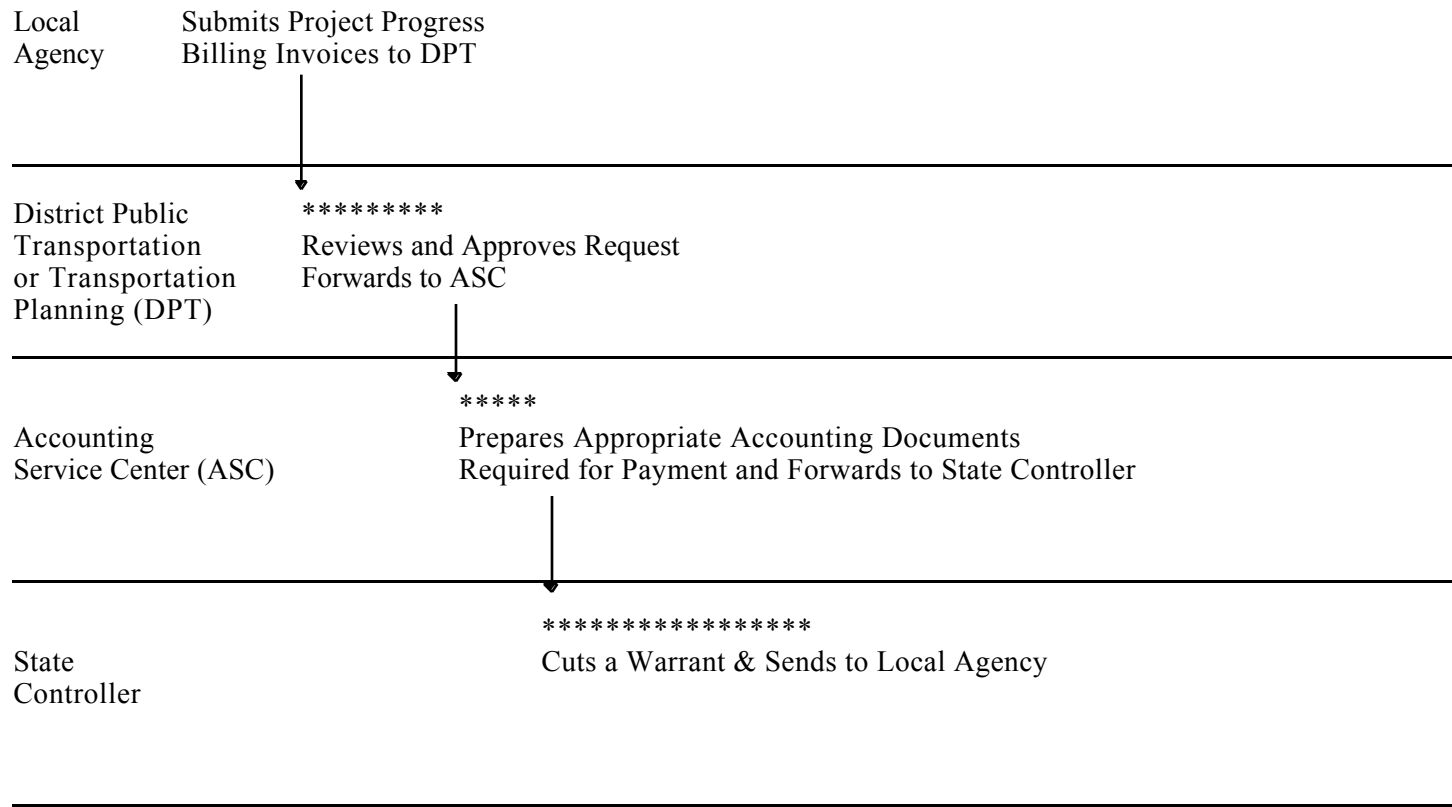 Local
Agency
Submits Project Progress
Billing Invoices to DPT
District Public
Transportation
or Transportation
Planning (DPT)
*********
Reviews and Approves Request
Forwards to ASC
Accounting
Service Center (ASC)
*****
Prepares Appropriate Accounting Documents
Required for Payment and Forwards to State Controller
State
Controller
*****************
Cuts a Warrant & Sends to Local Agency